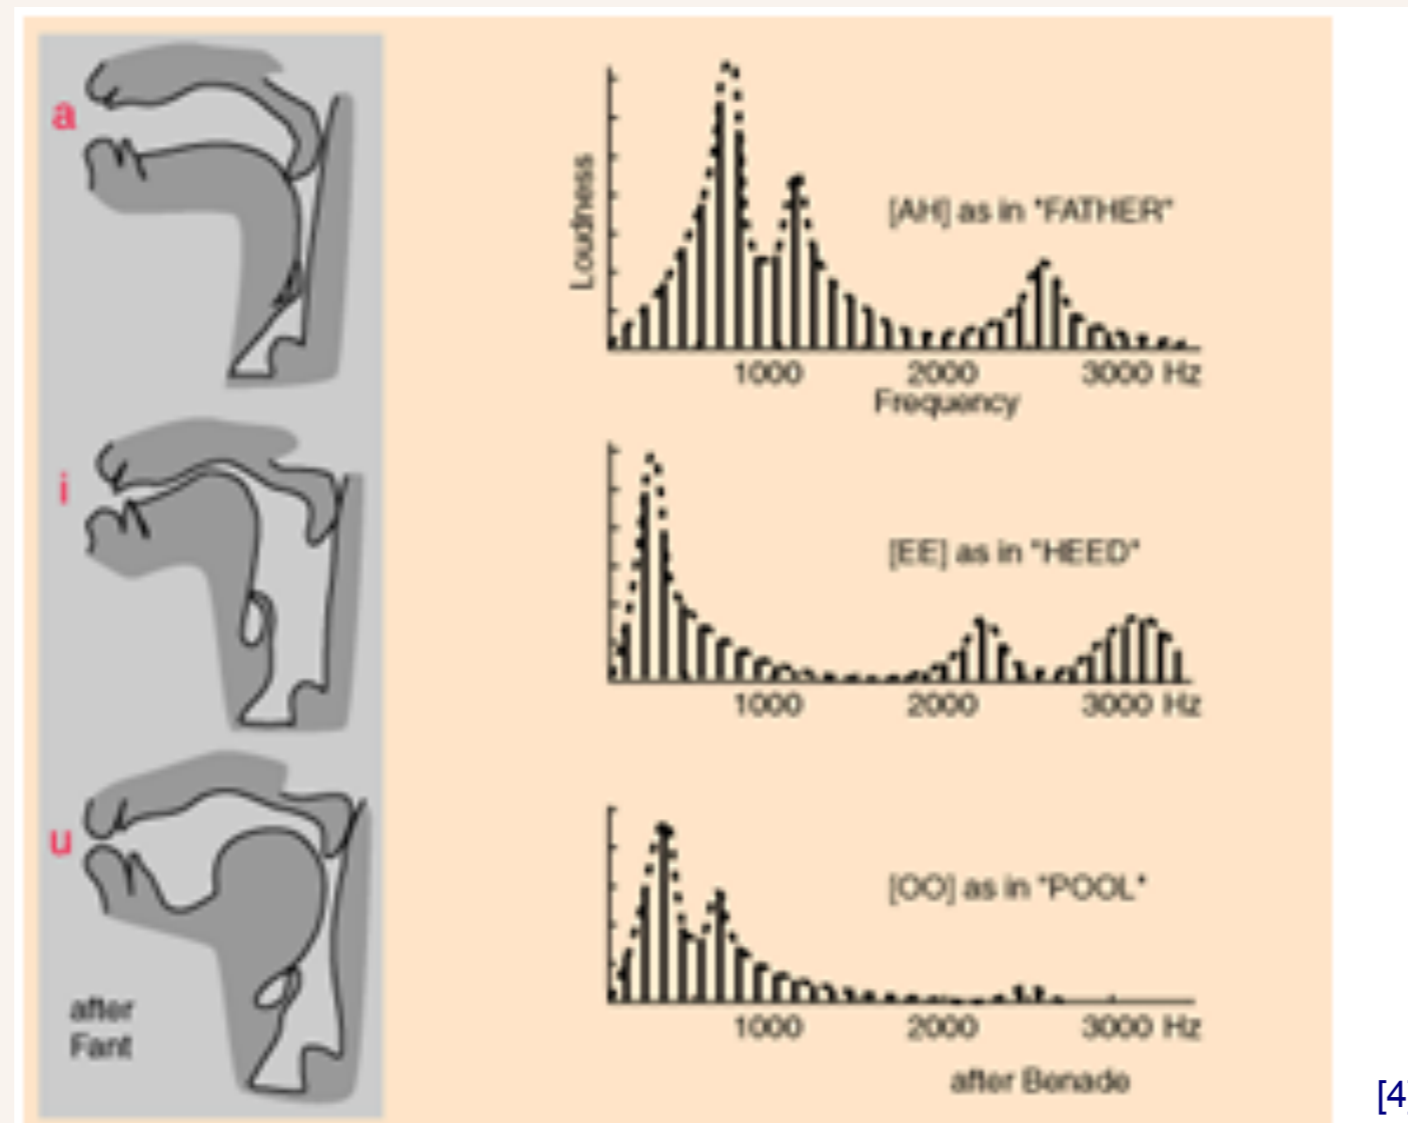 a
Loudness
[AH] as in "FATHER"
1000 2000 3000 Hz
Frequency
i
[EE] as in "HEED"
1000 2000 3000 Hz
u
[OO] as in "POOL"
after
Fant
1000 2000 3000 Hz
after Benade
[4